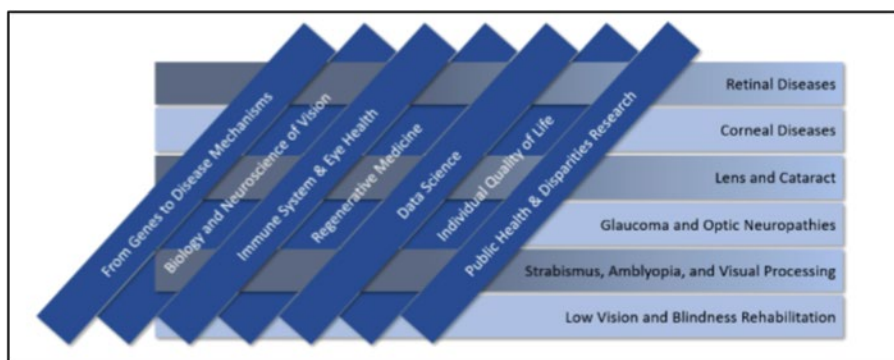 From Genes to Disease Mechanisms
Biology and Neuroscience of Vision
Immune System & Eye Health
Regenerative Medicine
Data Science
Individual Quality of Life
Public Health & Disparities Research
Retinal Diseases
Corneal Diseases
Lens and Cataract
Glaucoma and Optic Neuropathies
Strabismus, Amblyopia, and Visual Processing
Low Vision and Blindness Rehabilitation